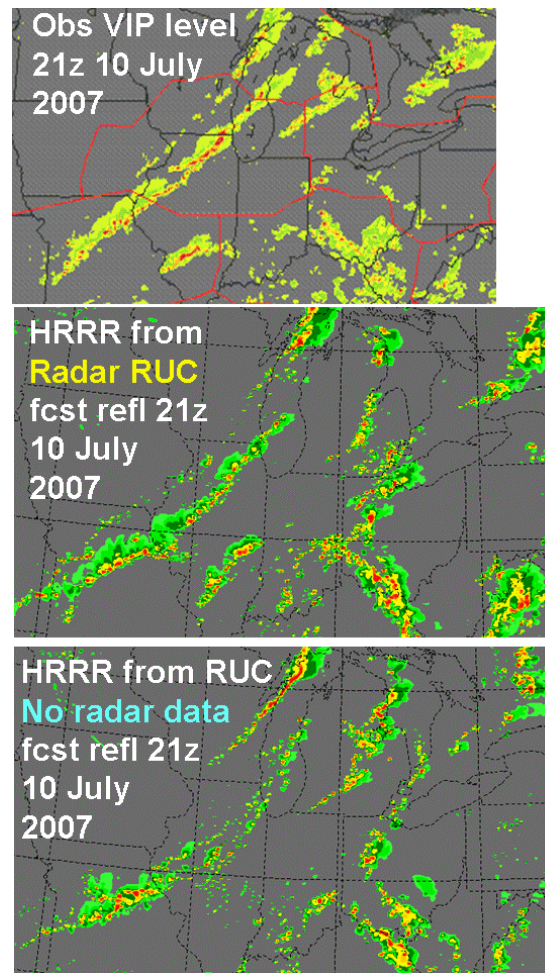 Obs VIP level
21z 10 July
2007
HRRR from
Radar RUC
fcst refl 21z
10 July
2007
HRRR from RUC
No radar data
fcst refl 21z
10 July
2007